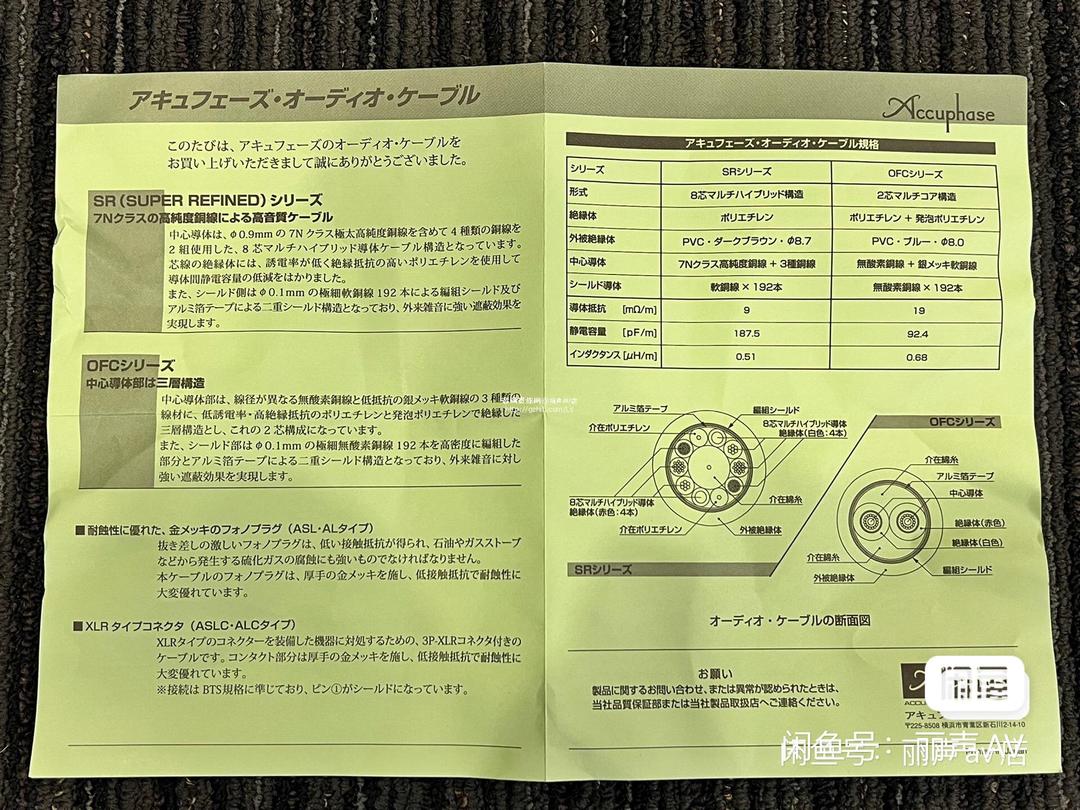 アキュフェーズ・オーディオ・ケーブル
このたびは、アキュフェーズのオーディオ・ケーブルを
お買い上げいただきまして誠にありがとうございました。
SR（SUPER REFINED）シリーズ
7Nクラスの高純度銅線による高音質ケーブル
中心導体は、φ0.9mmの7Nクラス極太高純度銅線を含めて4種類の銅線を
2組使用した、8芯マルチハイブリッド導体ケーブル構造となっています。
芯線の絶縁体には、誘電率が低く絶縁抵抗の高いポリエチレンを使用して
導体間静電容量の低減をはかりました。
また、シールド側はφ0.1mmの極細軟銅線192本による編組シールド及び
アルミ箔テープによる二重シールド構造となっており、外来雑音に強い遮蔽効果を
実現します。
OFCシリーズ
中心導体部は三層構造
中心導体部は、線径が異なる無酸素銅線と低抵抗の銀メッキ軟銅線の3種類の
線材に、低誘電率・高絶縁抵抗のポリエチレンと発泡ポリエチレンで絶縁した
三層構造とし、これの2芯構成になっています。
また、シールド部はφ0.1mmの極細無酸素銅線192本を高密度に編組した
部分とアルミ箔テープによる二重シールド構造となっており、外来雑音に対し
強い遮蔽効果を実現します。
■耐蝕性に優れた、金メッキのフォノプラグ（ASL・ALタイプ）
抜き差しの激しいフォノプラグは、低い接触抵抗が得られ、石油やガスストーブ
などから発生する硫化ガスの腐蝕にも強いものでなければなりません。
本ケーブルのフォノプラグは、厚手の金メッキを施し、低接触抵抗で耐蝕性に
大変優れています。
■XLRタイプコネクタ（ASLC・ALCタイプ）
XLRタイプのコネクターを装備した機器に対処するための、3P-XLRコネクタ付きの
ケーブルです。コンタクト部分は厚手の金メッキを施し、低接触抵抗で耐蝕性に
大変優れています。
※接続はBTS規格に準じており、ピン①がシールドになっています。
Accuphase
アキュフェーズ・オーディオ・ケーブル規格
シリーズ SRシリーズ OFCシリーズ
形式 8芯マルチハイブリッド構造 2芯マルチコア構造
絶縁体 ポリエチレン ポリエチレン＋発泡ポリエチレン
外被絶縁体 PVC・ダークブラウン・φ8.7 PVC・ブルー・φ8.0
中心導体 7Nクラス高純度銅線＋3種銅線 無酸素銅線＋銀メッキ軟銅線
シールド導体 軟銅線×192本 無酸素銅線×192本
導体抵抗 [mΩ/m] 9 19
静電容量 [pF/m] 187.5 92.4
インダクタンス [μH/m] 0.51 0.68
アルミ箔テープ
編組シールド
介在ポリエチレン
8芯マルチハイブリッド導体
絶縁体（白色：4本）
8芯マルチハイブリッド導体
絶縁体（赤色：4本）
介在綿糸
介在ポリエチレン
外被絶縁体
SRシリーズ
OFCシリーズ
介在綿糸
アルミ箔テープ
中心導体
絶縁体（赤色）
絶縁体（白色）
介在綿糸
外被絶縁体
編組シールド
オーディオ・ケーブルの断面図
お願い
製品に関するお問い合わせ、または異常が認められたときは、
当社品質保証部または当社製品取扱店へご連絡ください。
〒225-8508 横浜市青葉区新石川2-14-10
闲鱼号：丽声av店